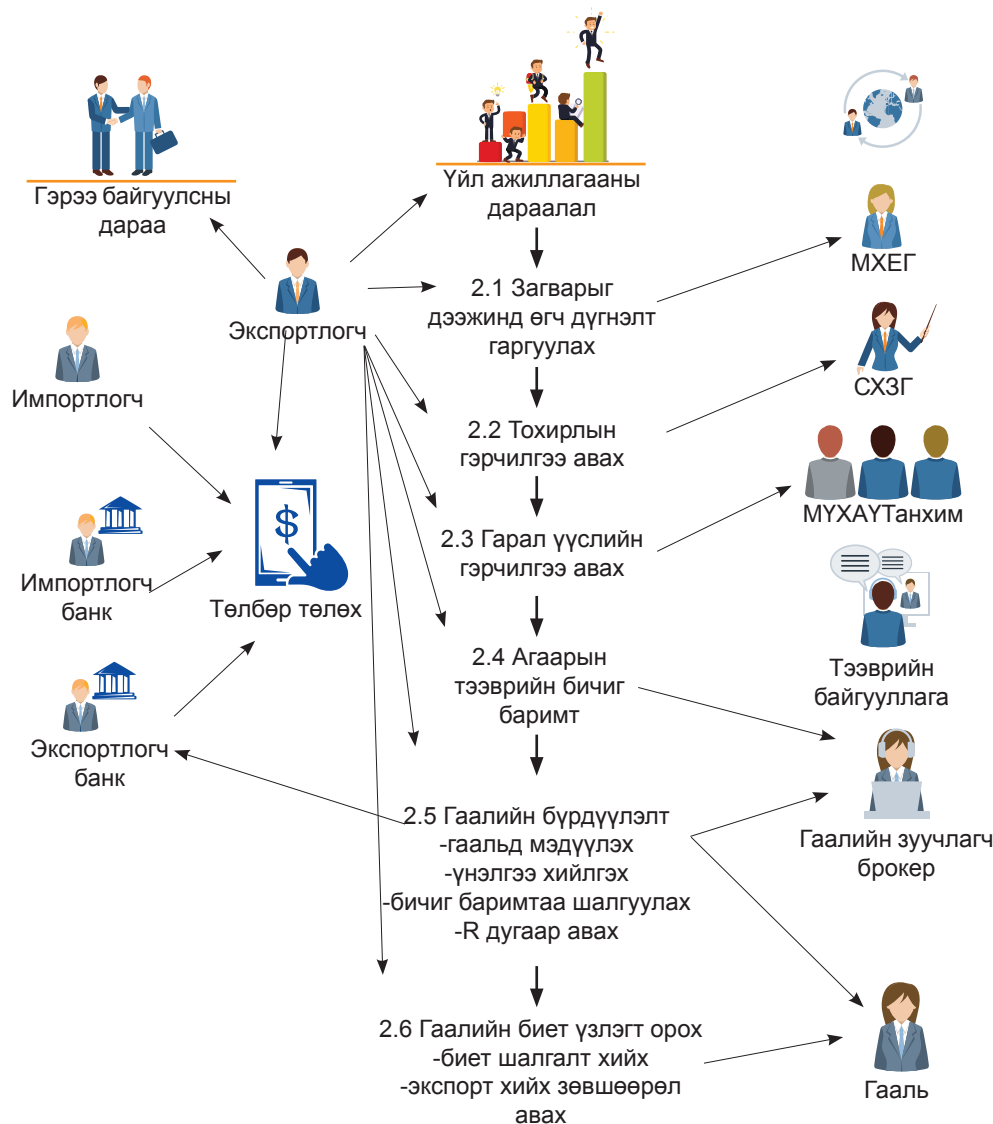 Гэрээ байгуулсны
дараа
Үйл ажиллагааны
дараалал
МХЕГ
Экспортлогч
2.1 Загварыг
дээжинд өгч дүгнэлт
гаргуулах
Импортлогч
СХЗГ
2.2 Тохирлын
гэрчилгээ авах
МҮХАҮТанхим
$
2.3 Гарал үүслийн
гэрчилгээ авах
Импортлогч
банк
Төлбөр төлөх
2.4 Агаарын
тээврийн бичиг
баримт
Тээврийн
байгууллага
Экспортлогч
банк
2.5 Гаалийн бүрдүүлэлт
-гаальд мэдүүлэх
-үнэлгээ хийлгэх
-бичиг баримтаа шалгуулах
-R дугаар авах
Гаалийн зуучлагч
брокер
2.6 Гаалийн биет үзлэгт орох
-биет шалгалт хийх
-экспорт хийх зөвшөөрөл
авах
Гааль